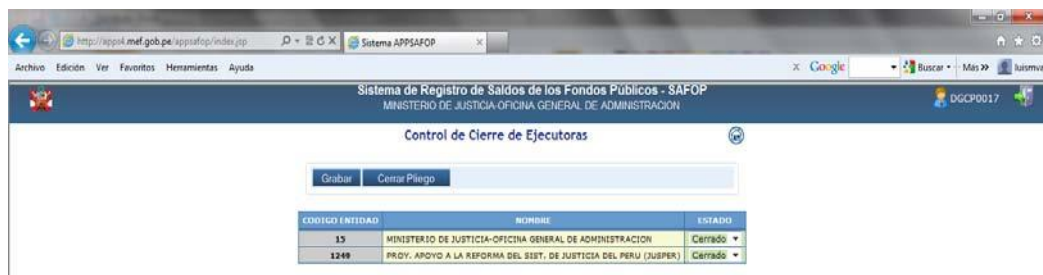 http://apps4.mef.gob.pe/appsafop/index.jsp
Sistema APPSAFOP
Archivo Edición Ver Favoritos Herramientas Ayuda
Google
Buscar
Más >>
luismva
Sistema de Registro de Saldos de los Fondos Públicos - SAFOP
MINISTERIO DE JUSTICIA-OFICINA GENERAL DE ADMINISTRACION
DGCP0017
Control de Cierre de Ejecutoras
Grabar Cerrar Pliego
CODIGO ENTIDAD NOMBRE ESTADO
15 MINISTERIO DE JUSTICIA-OFICINA GENERAL DE ADMINISTRACION Cerrado
1249 PROY. APOYO A LA REFORMA DEL SIST. DE JUSTICIA DEL PERU (JUSPER) Cerrado